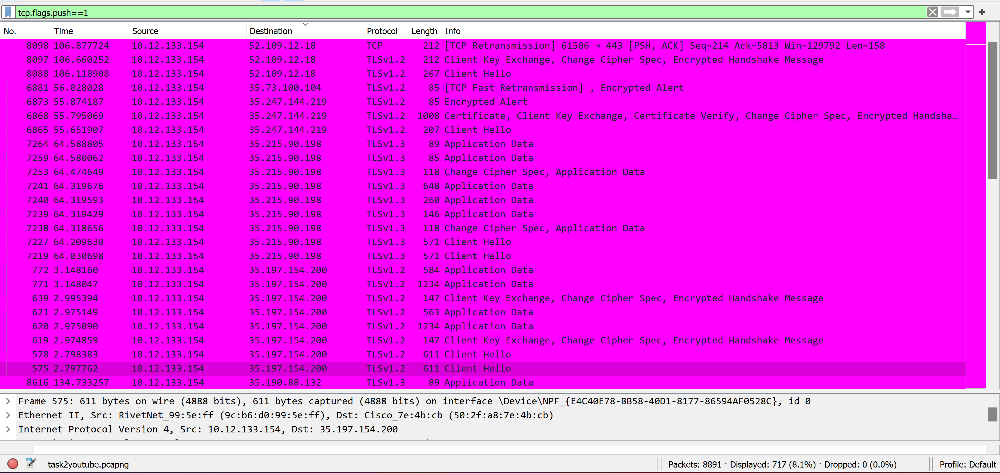 tcp.flags.push==1
No. Time Source Destination Protocol Length Info
8098 106.877724 10.12.133.154 52.109.12.18 TCP 212 [TCP Retransmission] 61506 → 443 [PSH, ACK] Seq=214 Ack=5813 Win=129792 Len=158
8097 106.660252 10.12.133.154 52.109.12.18 TLSv1.2 212 Client Key Exchange, Change Cipher Spec, Encrypted Handshake Message
8088 106.118908 10.12.133.154 52.109.12.18 TLSv1.2 267 Client Hello
6881 56.028028 10.12.133.154 35.73.100.104 TLSv1.2 85 [TCP Fast Retransmission] , Encrypted Alert
6873 55.874187 10.12.133.154 35.247.144.219 TLSv1.2 85 Encrypted Alert
6868 55.795069 10.12.133.154 35.247.144.219 TLSv1.2 1008 Certificate, Client Key Exchange, Certificate Verify, Change Cipher Spec, Encrypted Handsha…
6865 55.651907 10.12.133.154 35.247.144.219 TLSv1.2 207 Client Hello
7264 64.588805 10.12.133.154 35.215.90.198 TLSv1.3 89 Application Data
7259 64.580062 10.12.133.154 35.215.90.198 TLSv1.3 85 Application Data
7253 64.474649 10.12.133.154 35.215.90.198 TLSv1.3 118 Change Cipher Spec, Application Data
7241 64.319676 10.12.133.154 35.215.90.198 TLSv1.3 648 Application Data
7240 64.319593 10.12.133.154 35.215.90.198 TLSv1.3 260 Application Data
7239 64.319429 10.12.133.154 35.215.90.198 TLSv1.3 146 Application Data
7238 64.318656 10.12.133.154 35.215.90.198 TLSv1.3 118 Change Cipher Spec, Application Data
7227 64.209630 10.12.133.154 35.215.90.198 TLSv1.3 571 Client Hello
7219 64.030698 10.12.133.154 35.215.90.198 TLSv1.3 571 Client Hello
772 3.148160 10.12.133.154 35.197.154.200 TLSv1.2 584 Application Data
771 3.148047 10.12.133.154 35.197.154.200 TLSv1.2 1234 Application Data
639 2.995394 10.12.133.154 35.197.154.200 TLSv1.2 147 Client Key Exchange, Change Cipher Spec, Encrypted Handshake Message
621 2.975149 10.12.133.154 35.197.154.200 TLSv1.2 563 Application Data
620 2.975090 10.12.133.154 35.197.154.200 TLSv1.2 1234 Application Data
619 2.974859 10.12.133.154 35.197.154.200 TLSv1.2 147 Client Key Exchange, Change Cipher Spec, Encrypted Handshake Message
578 2.798383 10.12.133.154 35.197.154.200 TLSv1.2 611 Client Hello
575 2.797762 10.12.133.154 35.197.154.200 TLSv1.2 611 Client Hello
8616 134.733257 10.12.133.154 35.190.88.132 TLSv1.3 89 Application Data
Frame 575: 611 bytes on wire (4888 bits), 611 bytes captured (4888 bits) on interface \Device\NPF_{E4C40E78-BB58-40D1-8177-86594AF0528C}, id 0
Ethernet II, Src: RivetNet_99:5e:ff (9c:b6:d0:99:5e:ff), Dst: Cisco_7e:4b:cb (50:2f:a8:7e:4b:cb)
Internet Protocol Version 4, Src: 10.12.133.154, Dst: 35.197.154.200
task2youtube.pcapng Packets: 8891 · Displayed: 717 (8.1%) · Dropped: 0 (0.0%) Profile: Default